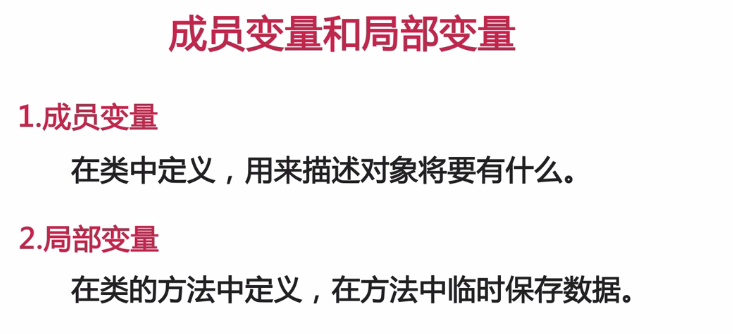 成员变量和局部变量
1.成员变量
在类中定义，用来描述对象将要有什么。
2.局部变量
在类的方法中定义，在方法中临时保存数据。